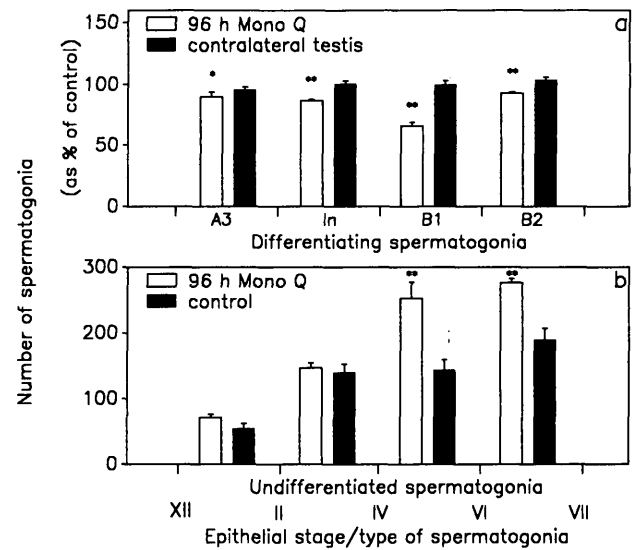 Number of spermatogonia
(as % of control)
150
100
50
0
a
96 h Mono Q
contralateral testis
*
**
**
**
A3 In B1 B2
Differentiating spermatogonia
300
200
100
0
b
96 h Mono Q
control
**
**
Undifferentiated spermatogonia
XII II IV VI VII
Epithelial stage/type of spermatogonia